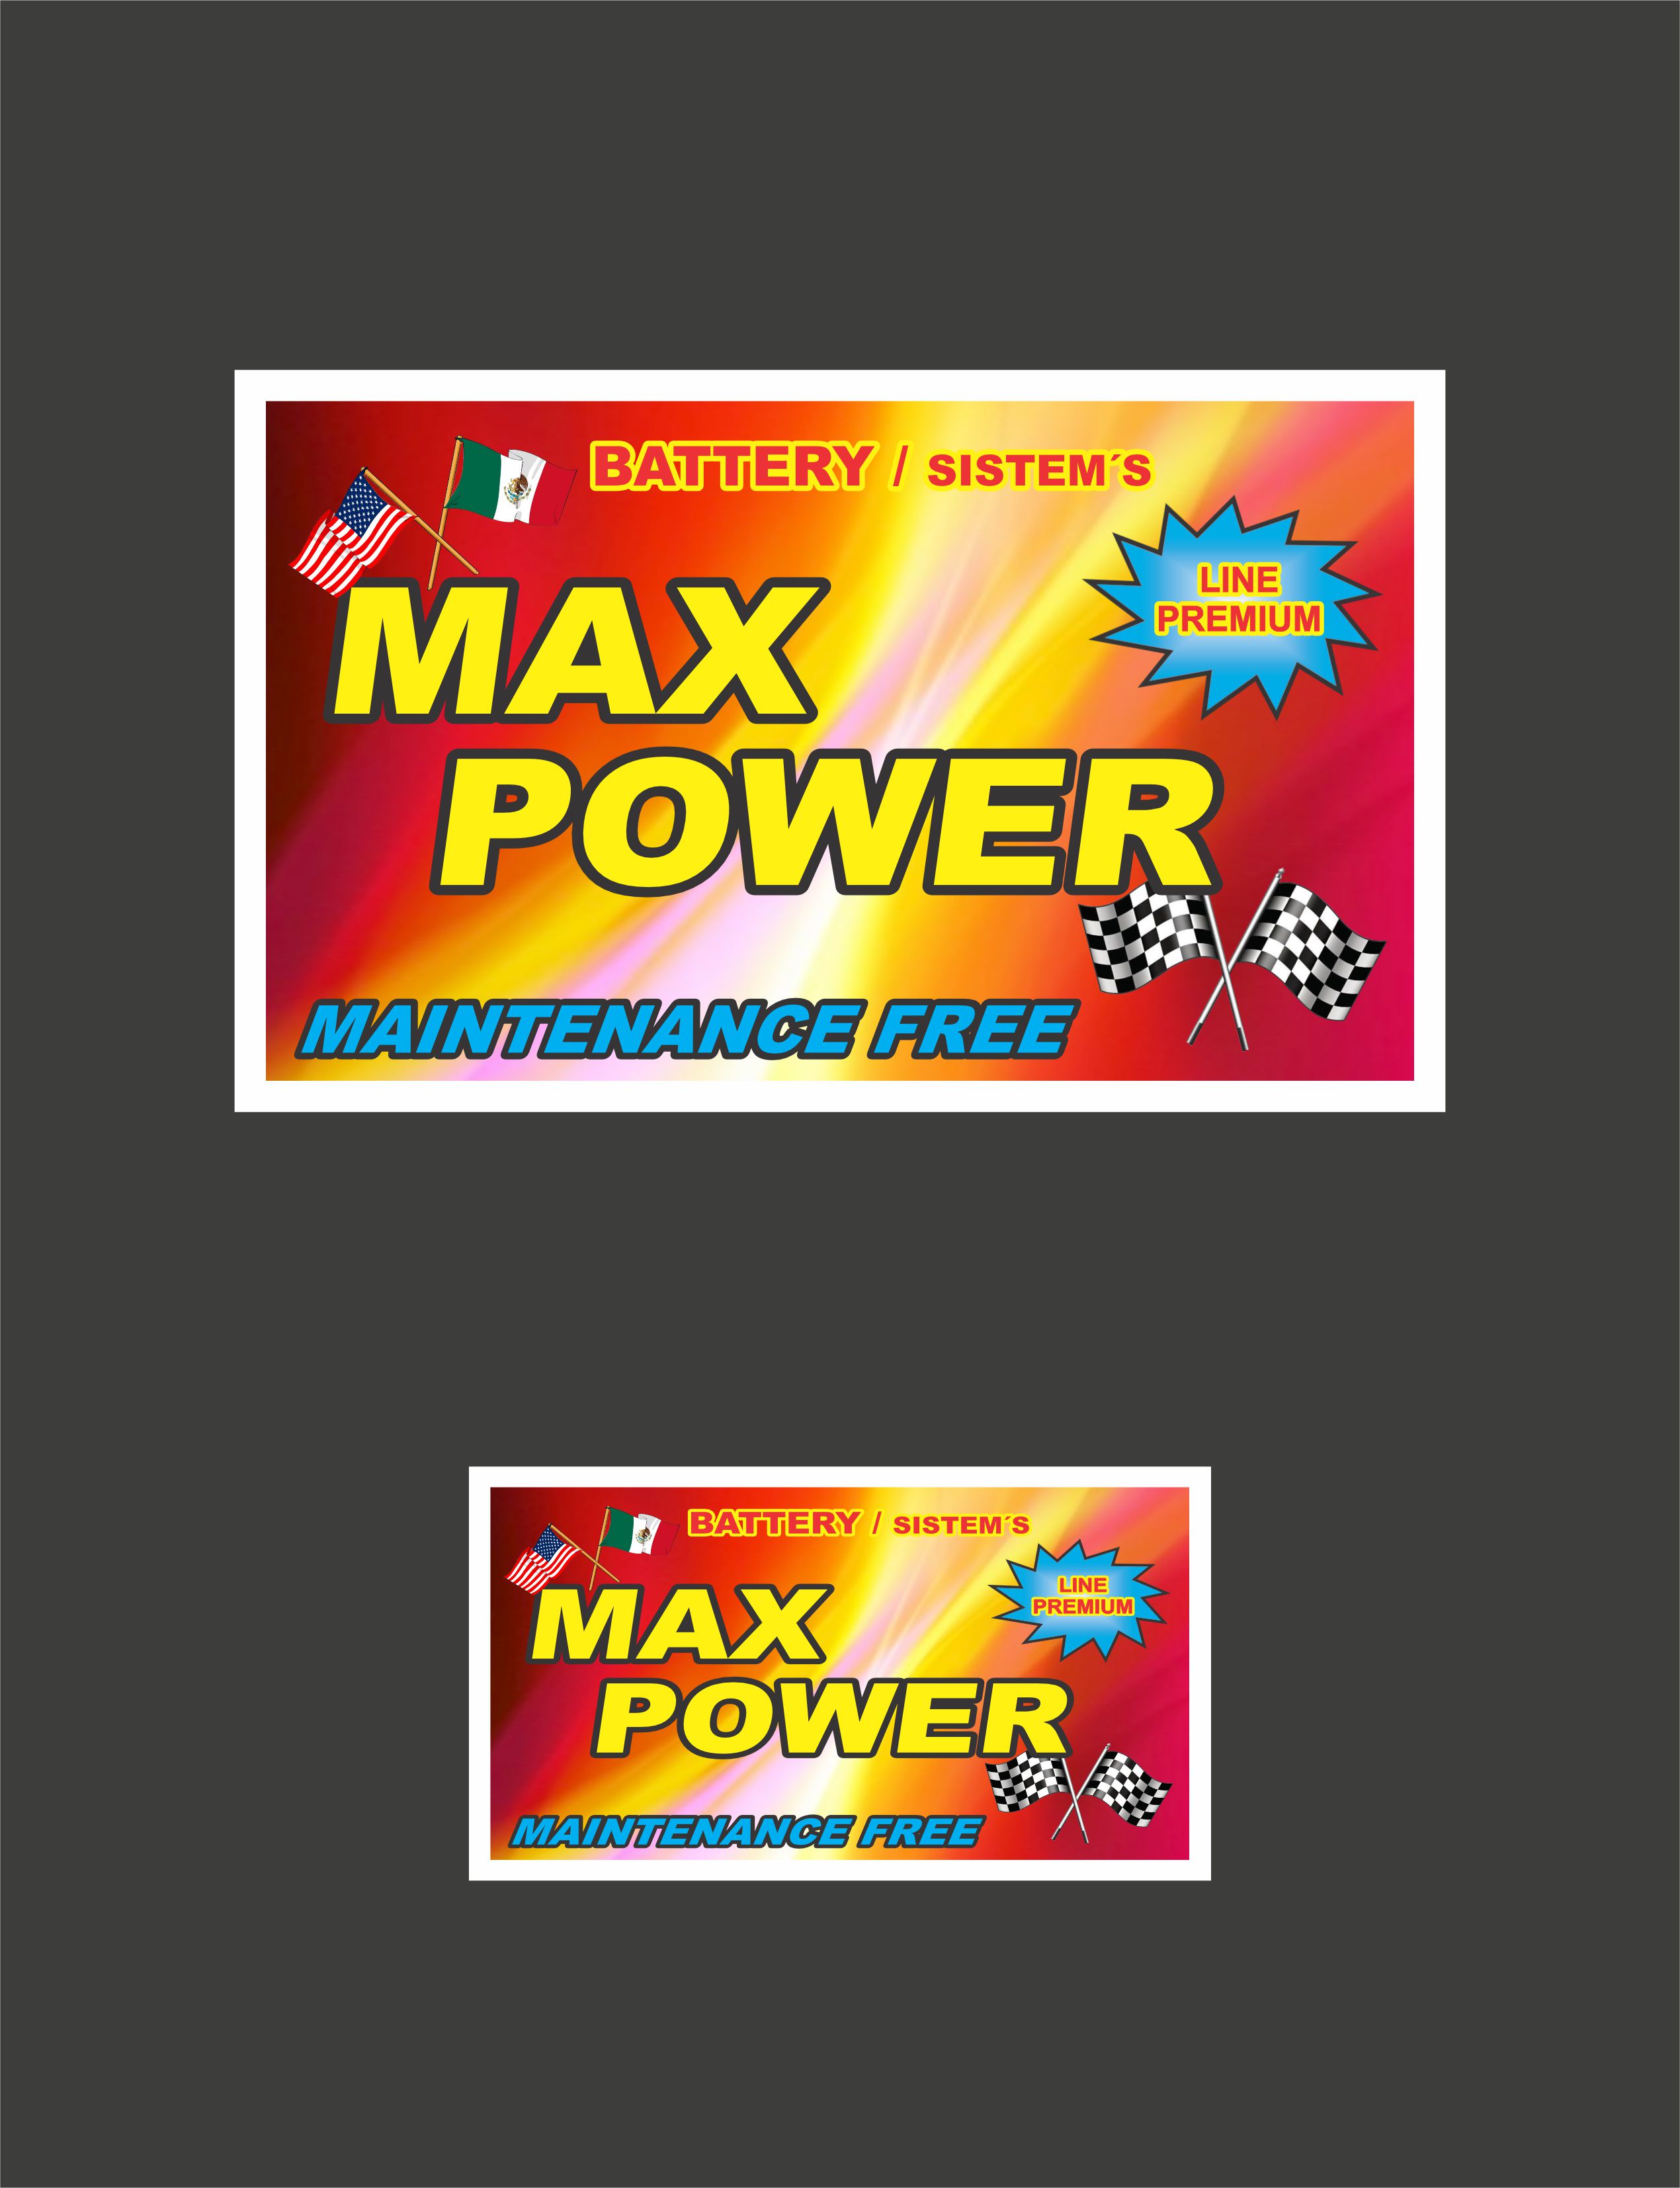 BATTERY / SISTEM´S
LINE
PREMIUM
MAX
POWER
MAINTENANCE FREE
BATTERY / SISTEM´S
LINE
PREMIUM
MAX
POWER
MAINTENANCE FREE